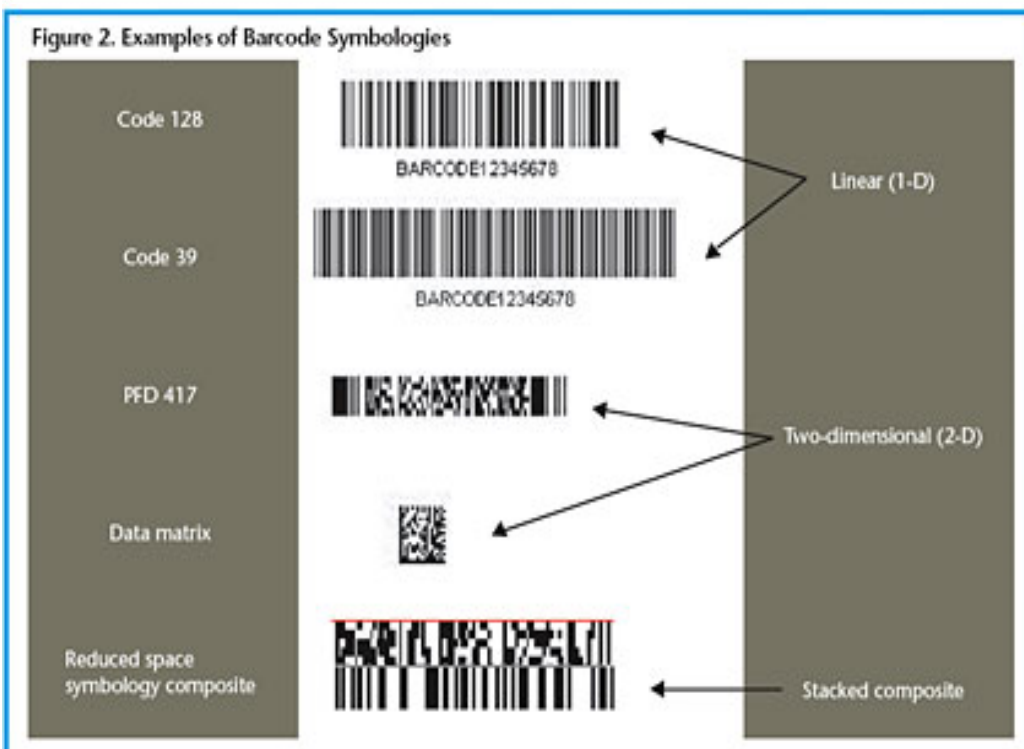 Figure 2. Examples of Barcode Symbologies
Code 128
BARCODE12345678
Linear (1-D)
Code 39
BARCODE12345678
PFD 417
Two-dimensional (2-D)
Data matrix
Reduced space
symbology composite
Stacked composite